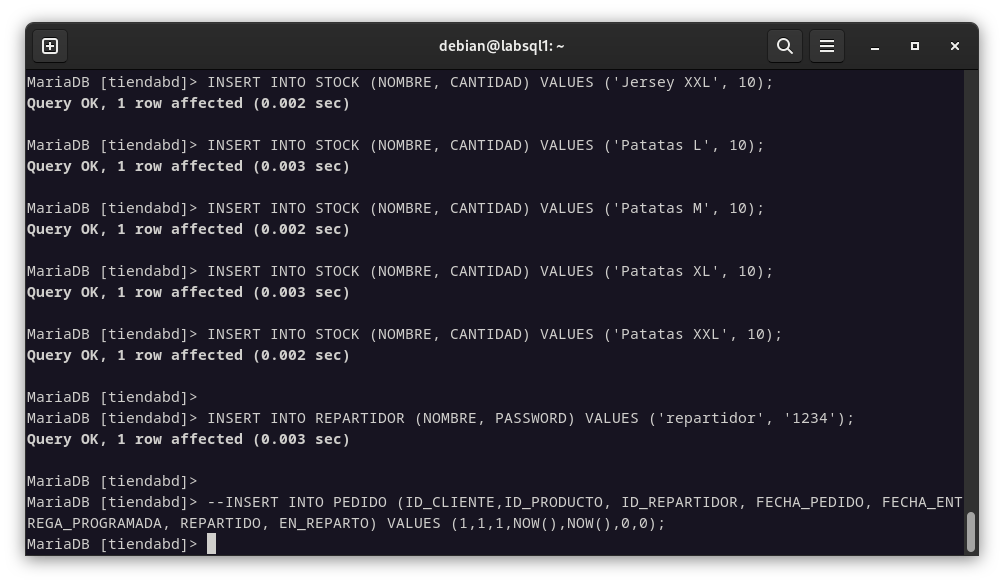 debian@labsql1: ~
MariaDB [tiendabd]> INSERT INTO STOCK (NOMBRE, CANTIDAD) VALUES ('Jersey XXL', 10);
Query OK, 1 row affected (0.002 sec)
MariaDB [tiendabd]> INSERT INTO STOCK (NOMBRE, CANTIDAD) VALUES ('Patatas L', 10);
Query OK, 1 row affected (0.003 sec)
MariaDB [tiendabd]> INSERT INTO STOCK (NOMBRE, CANTIDAD) VALUES ('Patatas M', 10);
Query OK, 1 row affected (0.002 sec)
MariaDB [tiendabd]> INSERT INTO STOCK (NOMBRE, CANTIDAD) VALUES ('Patatas XL', 10);
Query OK, 1 row affected (0.003 sec)
MariaDB [tiendabd]> INSERT INTO STOCK (NOMBRE, CANTIDAD) VALUES ('Patatas XXL', 10);
Query OK, 1 row affected (0.002 sec)
MariaDB [tiendabd]>
MariaDB [tiendabd]> INSERT INTO REPARTIDOR (NOMBRE, PASSWORD) VALUES ('repartidor', '1234');
Query OK, 1 row affected (0.003 sec)
MariaDB [tiendabd]>
MariaDB [tiendabd]> --INSERT INTO PEDIDO (ID_CLIENTE,ID_PRODUCTO, ID_REPARTIDOR, FECHA_PEDIDO, FECHA_ENT
REGA_PROGRAMADA, REPARTIDO, EN_REPARTO) VALUES (1,1,1,NOW(),NOW(),0,0);
MariaDB [tiendabd]>